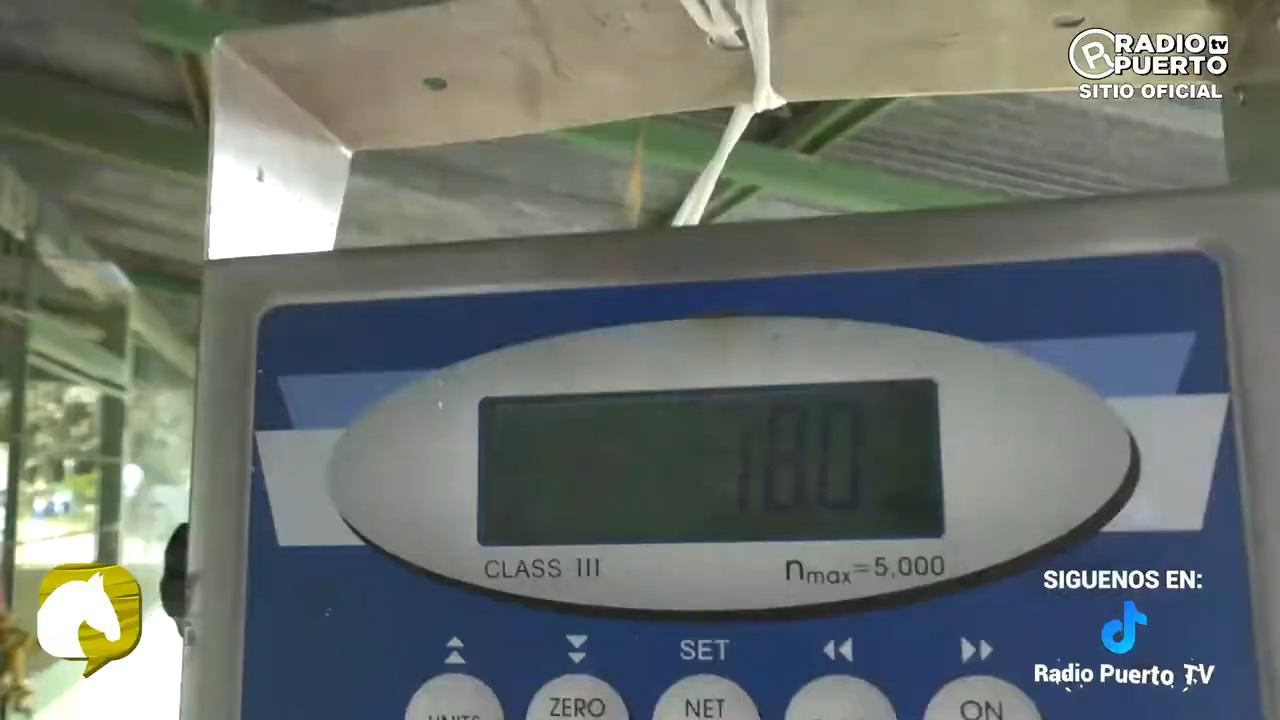 RADIO tv
PUERTO
SITIO OFICIAL
180
CLASS III
nmax=5,000
SIGUENOS EN:
SET
Radio Puerto TV
ZERO
NET
ON